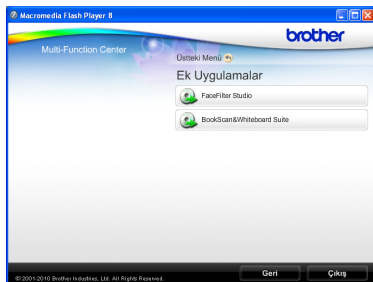 Macromedia Flash Player 8
brother
Multi-Function Center
Üstteki Menü
Ek Uygulamalar
FaceFilter Studio
BookScan&Whiteboard Suite
Geri
Çıkış
© 2001-2010 Brother Industries, Ltd. All Rights Reserved.